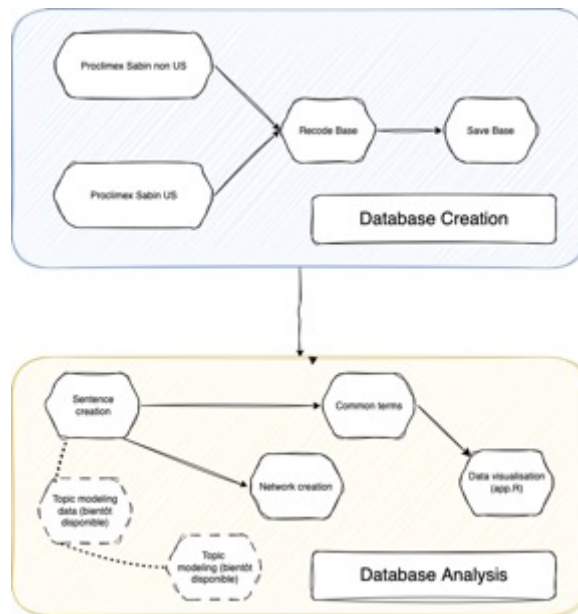 Proclimex Sabin non US
Recode Base
Save Base
Proclimex Sabin US
Database Creation
Sentence
creation
Common terms
Network creation
Data visualisation
(app.R)
Topic modeling
data (bientôt
disponible)
Topic
modeling (bientôt
disponible)
Database Analysis